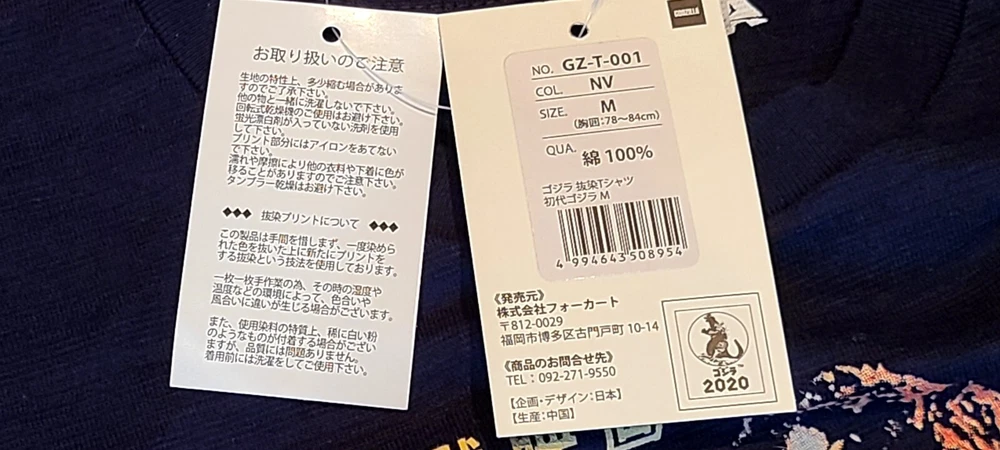 お取り扱いのご注意
生地の特性上、多少縮む場合がありま
すのでご了承下さい。
他の物と一緒に洗濯しないで下さい。
回転式乾燥機のご使用はお避け下さい。
蛍光漂白剤が入っていない洗剤を使用
して下さい。
プリント部分にはアイロンをあてない
で下さい。
濡れや摩擦により他の衣料や下着に色が
移ることがありますのでご注意下さい。
タンブラー乾燥はお避け下さい。
◆◆◆ 抜染プリントについて ◆◆◆
この製品は手間を惜しまず、一度染めら
れた色を抜いた上に新たにプリントを
する抜染という技法を使用しております。
一枚一枚手作業の為、その時の湿度や
温度などの環境によって、色合いや
風合いに違いが生じる場合がございます。
また、使用染料の特質上、稀に白い粉
のようなものが付着する場合がござい
ますが、品質には問題ありません。
着用前には洗濯をしてご使用下さい。
NO. GZ-T-001
COL. NV
SIZE. M
(胸囲:78〜84cm)
QUA. 綿 100%
ゴジラ 抜染Tシャツ
初代ゴジラ M
4 994643 508954
《発売元》
株式会社フォーカート
〒812-0029
福岡市博多区古門戸町 10-14
《商品のお問合せ先》
TEL：092-271-9550
【企画・デザイン：日本】
【生産：中国】
ゴジラ
TM
2020